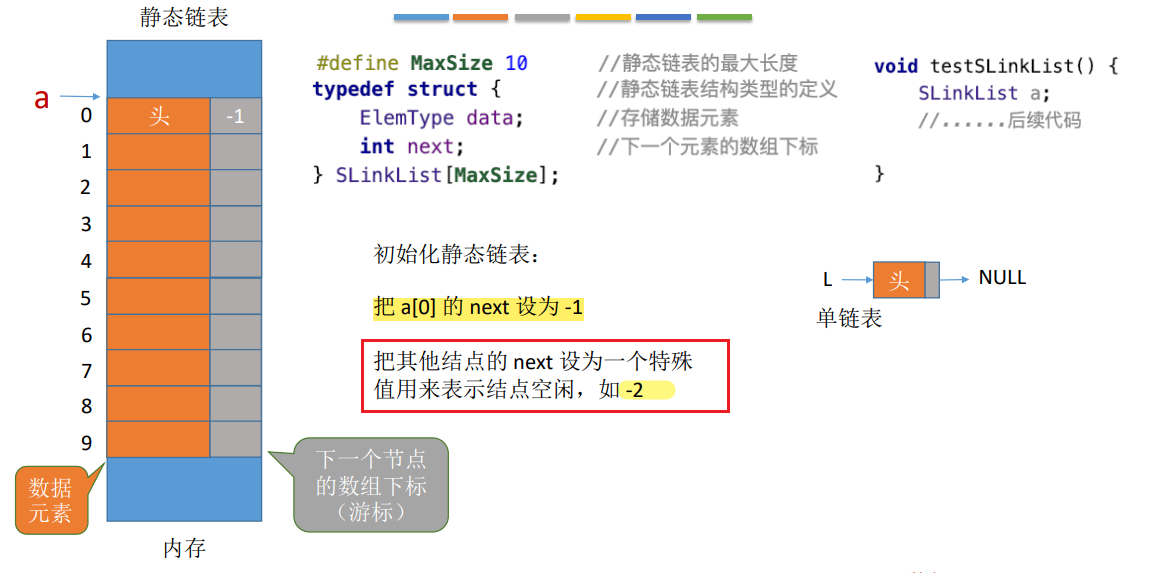 静态链表
a
0
头
-1
1
2
3
4
5
6
7
8
9
数据
元素
下一个节点
的数组下标
（游标）
内存
#define MaxSize 10 //静态链表的最大长度
typedef struct { //静态链表结构类型的定义
ElemType data; //存储数据元素
int next; //下一个元素的数组下标
} SLinkList[MaxSize];
void testSLinkList() {
SLinkList a;
//......后续代码
}
初始化静态链表：
把 a[0] 的 next 设为 -1
把其他结点的 next 设为一个特殊
值用来表示结点空闲，如 -2
L
头
NULL
单链表